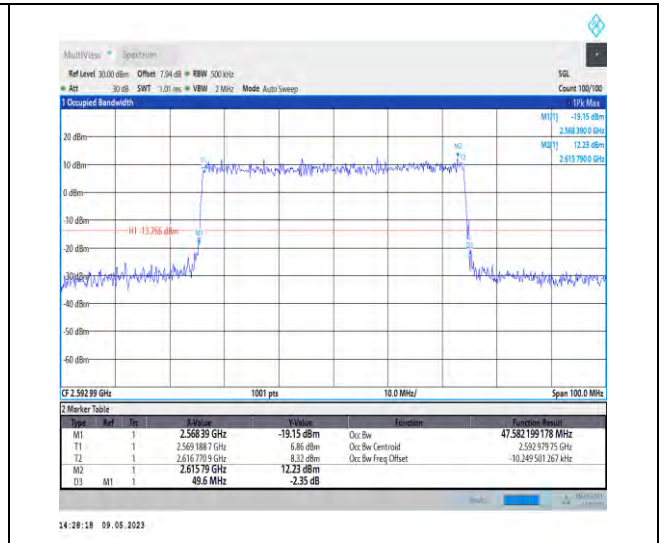 MultiView Spectrum
Ref Level 30.00 dBm Offset 7.94 dB RBW 500 kHz SGL
Att 30 dB SWT 1.01 ms VBW 2 MHz Mode Auto Sweep Count 100/100
1 Occupied Bandwidth 1Pk Max
M1[1] -19.15 dBm
2.568 390 0 GHz
20 dBm M2 M2[1] 12.23 dBm
T1 T2
10 dBm 2.615 790 0 GHz
0 dBm
-10 dBm
H1 -13.766 dBm M1
-20 dBm D3
-30 dBm
-40 dBm
-50 dBm
-60 dBm
CF 2.592 99 GHz 1001 pts 10.0 MHz/ Span 100.0 MHz
2 Marker Table
Type Ref Trc X-Value Y-Value Function Function Result
M1 1 2.568 39 GHz -19.15 dBm Occ Bw 47.582 199 178 MHz
T1 1 2.569 188 7 GHz 6.86 dBm Occ Bw Centroid 2.592 979 75 GHz
T2 1 2.616 770 9 GHz 8.32 dBm Occ Bw Freq Offset -10.249 501 267 kHz
M2 1 2.615 79 GHz 12.23 dBm
D3 M1 1 49.6 MHz -2.35 dB
14:28:18 09.05.2023